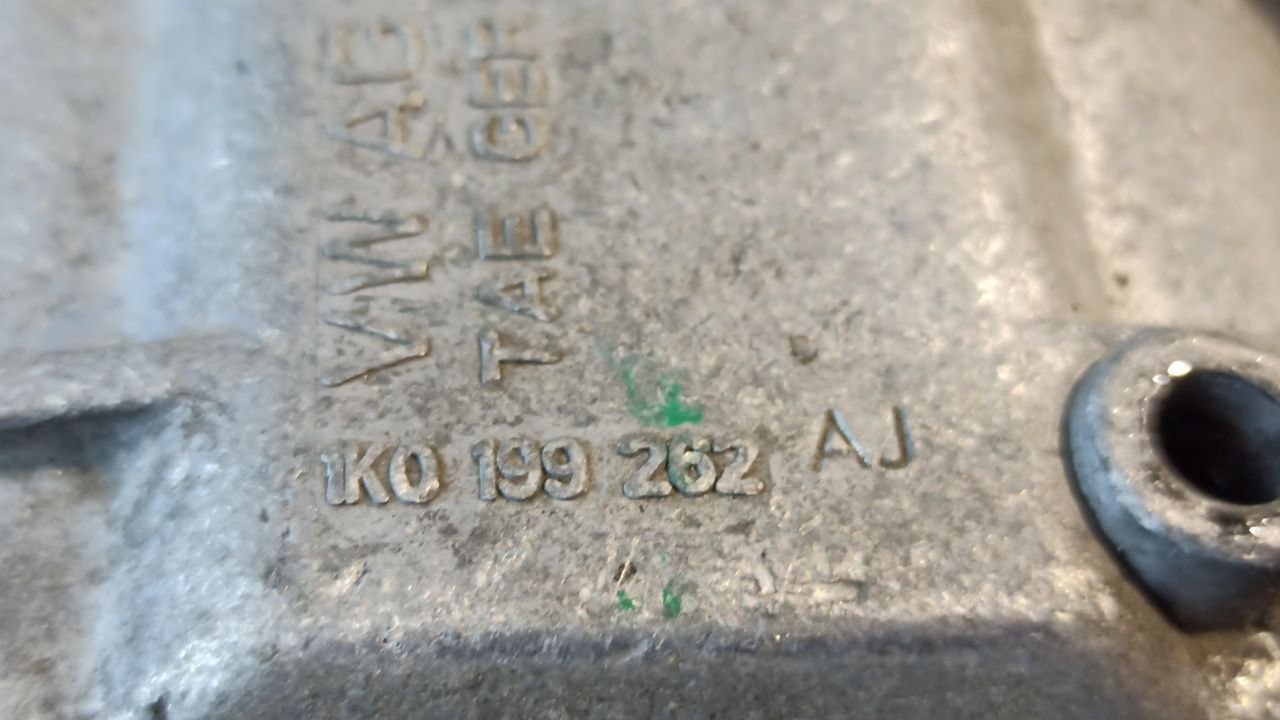 VW AG
TAE GER
1K0 199 262 AJ